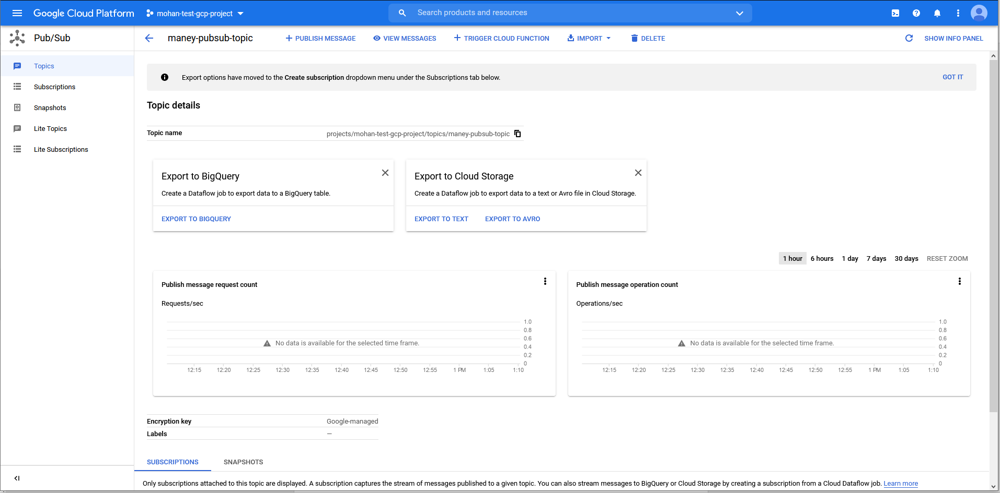 Google Cloud Platform
mohan-test-gcp-project
Search products and resources
Pub/Sub
maney-pubsub-topic
PUBLISH MESSAGE
VIEW MESSAGES
TRIGGER CLOUD FUNCTION
IMPORT
DELETE
SHOW INFO PANEL
Topics
Subscriptions
Snapshots
Lite Topics
Lite Subscriptions
Export options have moved to the Create subscription dropdown menu under the Subscriptions tab below.
GOT IT
Topic details
Topic name projects/mohan-test-gcp-project/topics/maney-pubsub-topic
Export to BigQuery
Create a Dataflow job to export data to a BigQuery table.
EXPORT TO BIGQUERY
Export to Cloud Storage
Create a Dataflow job to export data to a text or Avro file in Cloud Storage.
EXPORT TO TEXT EXPORT TO AVRO
1 hour 6 hours 1 day 7 days 30 days RESET ZOOM
Publish message request count
Requests/sec
1.0
0.8
0.6
No data is available for the selected time frame.
0.4
0.2
0
12:15 12:20 12:25 12:30 12:35 12:40 12:45 12:50 12:55 1 PM 1:05 1:10
Publish message operation count
Operations/sec
1.0
0.8
0.6
No data is available for the selected time frame.
0.4
0.2
0
12:15 12:20 12:25 12:30 12:35 12:40 12:45 12:50 12:55 1 PM 1:05 1:10
Encryption key Google-managed
Labels —
SUBSCRIPTIONS SNAPSHOTS
Only subscriptions attached to this topic are displayed. A subscription captures the stream of messages published to a given topic. You can also stream messages to BigQuery or Cloud Storage by creating a subscription from a Cloud Dataflow job. Learn more